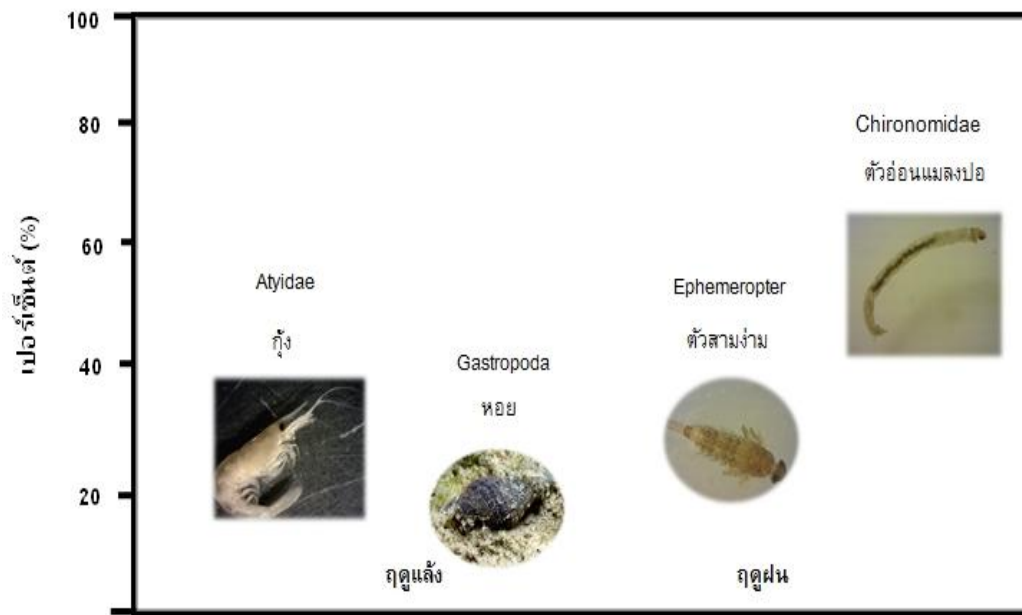 100
80
60
40
20
เปอร์เซ็นต์ (%)
Atyidae
กุ้ง
Gastropoda
หอย
Ephemeropter
ตัวสามง่าม
Chironomidae
ตัวอ่อนแมลงปอ
ฤดูแล้ง
ฤดูฝน